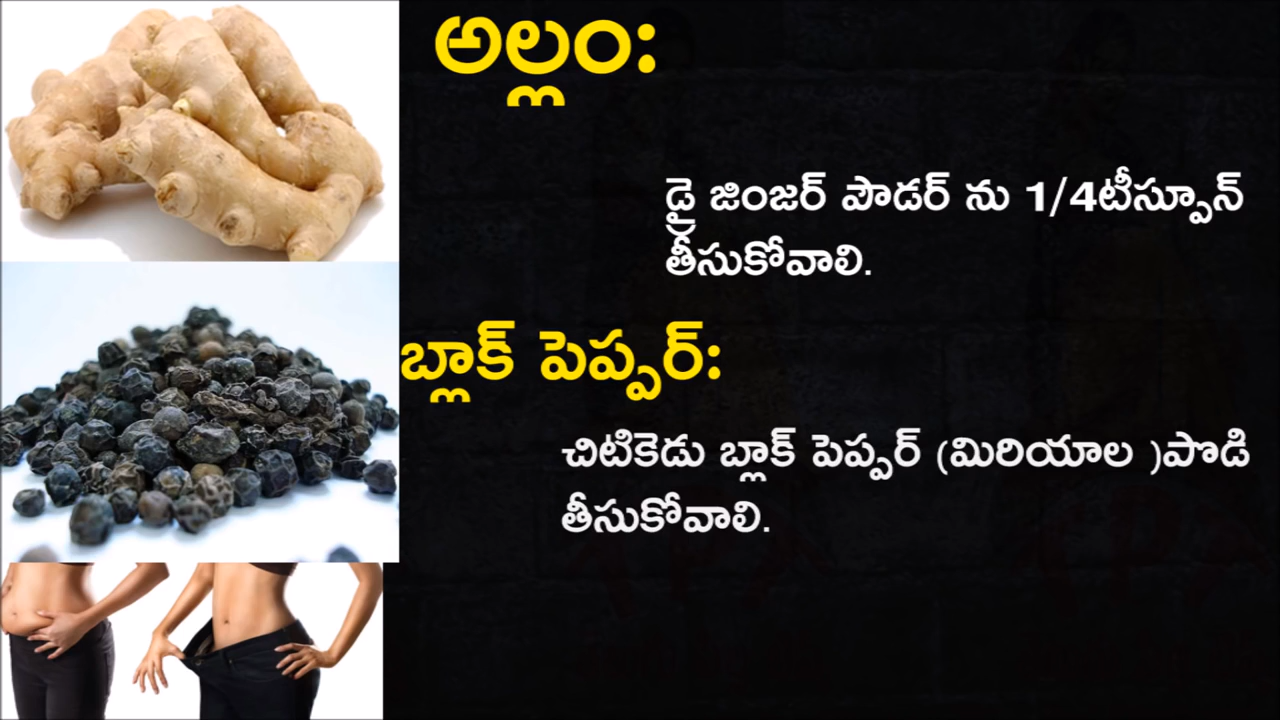 అల్లం:
డ్రై జింజర్ పౌడర్ ను 1/4టీస్పూన్
తీసుకోవాలి.
బ్లాక్ పెప్పర్:
చిటికెడు బ్లాక్ పెప్పర్ (మిరియాల )పొడి
తీసుకోవాలి.